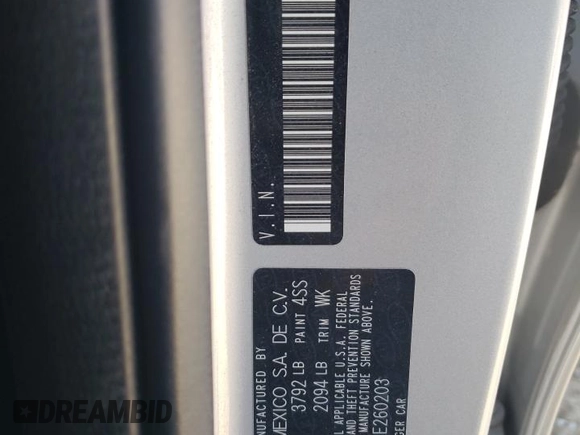 V.I.N.
MANUFACTURED BY
MEXICO S.A. DE C.V.
3792 LB PAINT 4SS
2094 LB TRIM WK
APPLICABLE U.S.A. FEDERAL
AND THEFT PREVENTION STANDARDS
MANUFACTURE SHOWN ABOVE.
E260203
CAR
DREAMBID